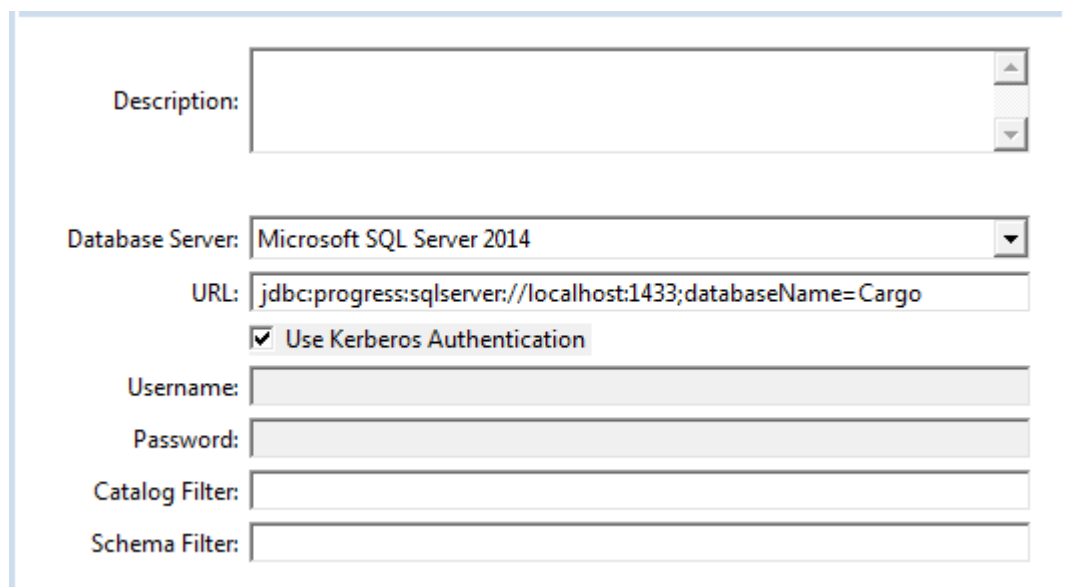 Description:
Database Server: Microsoft SQL Server 2014
URL: jdbc:progress:sqlserver://localhost:1433;databaseName=Cargo
Use Kerberos Authentication
Username:
Password:
Catalog Filter:
Schema Filter: